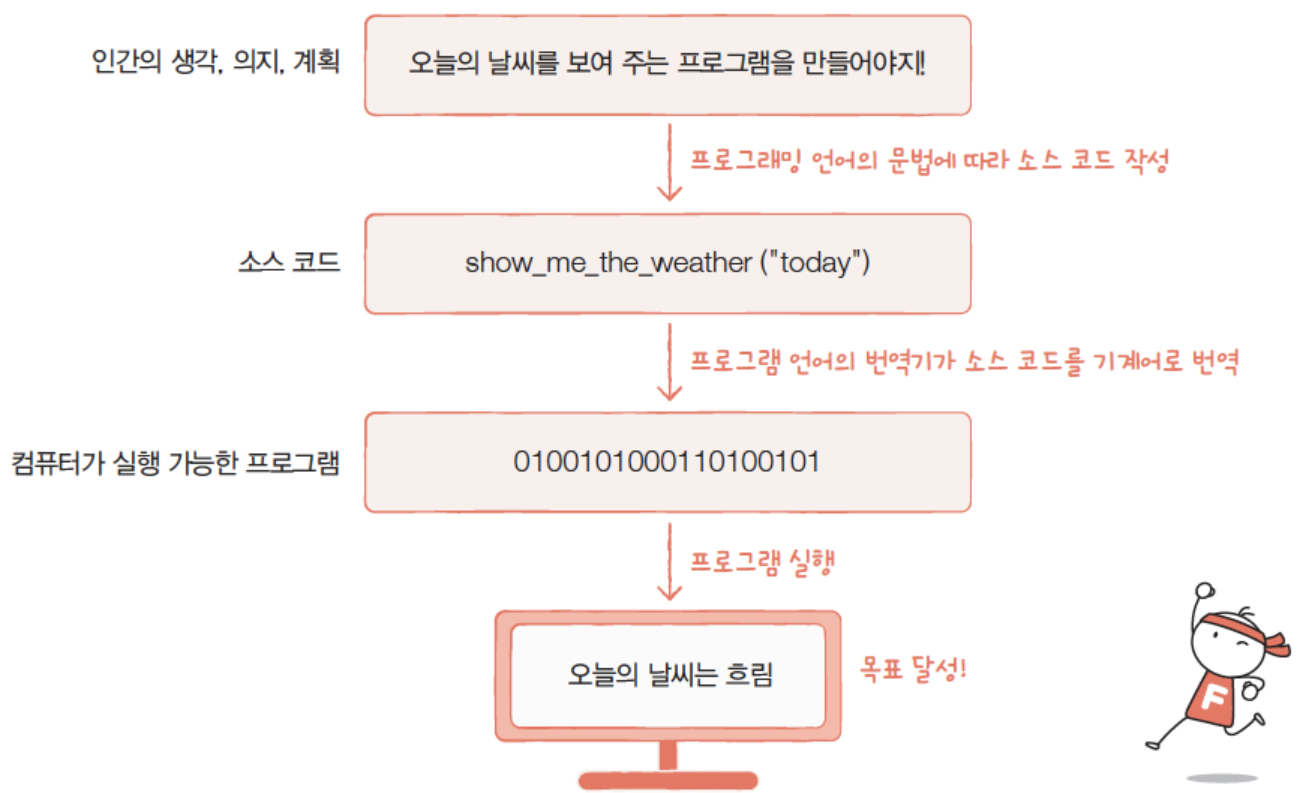 인간의 생각, 의지, 계획
오늘의 날씨를 보여 주는 프로그램을 만들어야지!
프로그래밍 언어의 문법에 따라 소스 코드 작성
소스 코드
show_me_the_weather ("today")
프로그램 언어의 번역기가 소스 코드를 기계어로 번역
컴퓨터가 실행 가능한 프로그램
0100101000110100101
프로그램 실행
오늘의 날씨는 흐림
목표 달성!
F